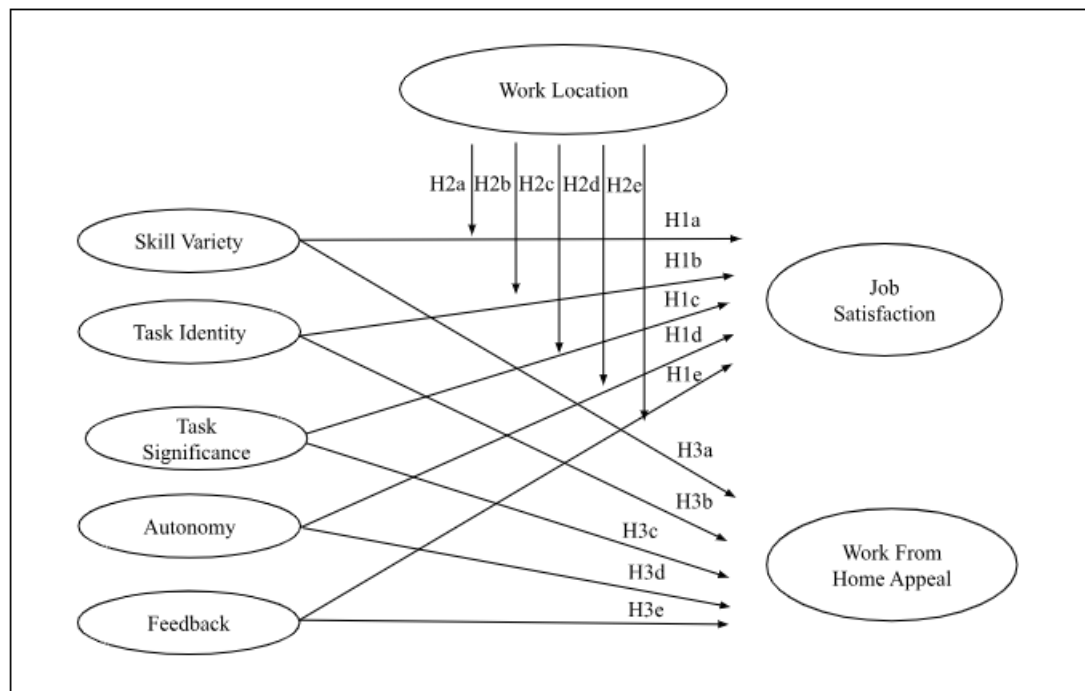 Work Location
H2a H2b H2c H2d H2e
H1a
Skill Variety
H1b
Job
Satisfaction
H1c
Task Identity
H1d
H1e
Task
Significance
H3a
H3b
Autonomy
H3c
Work From
Home Appeal
H3d
H3e
Feedback